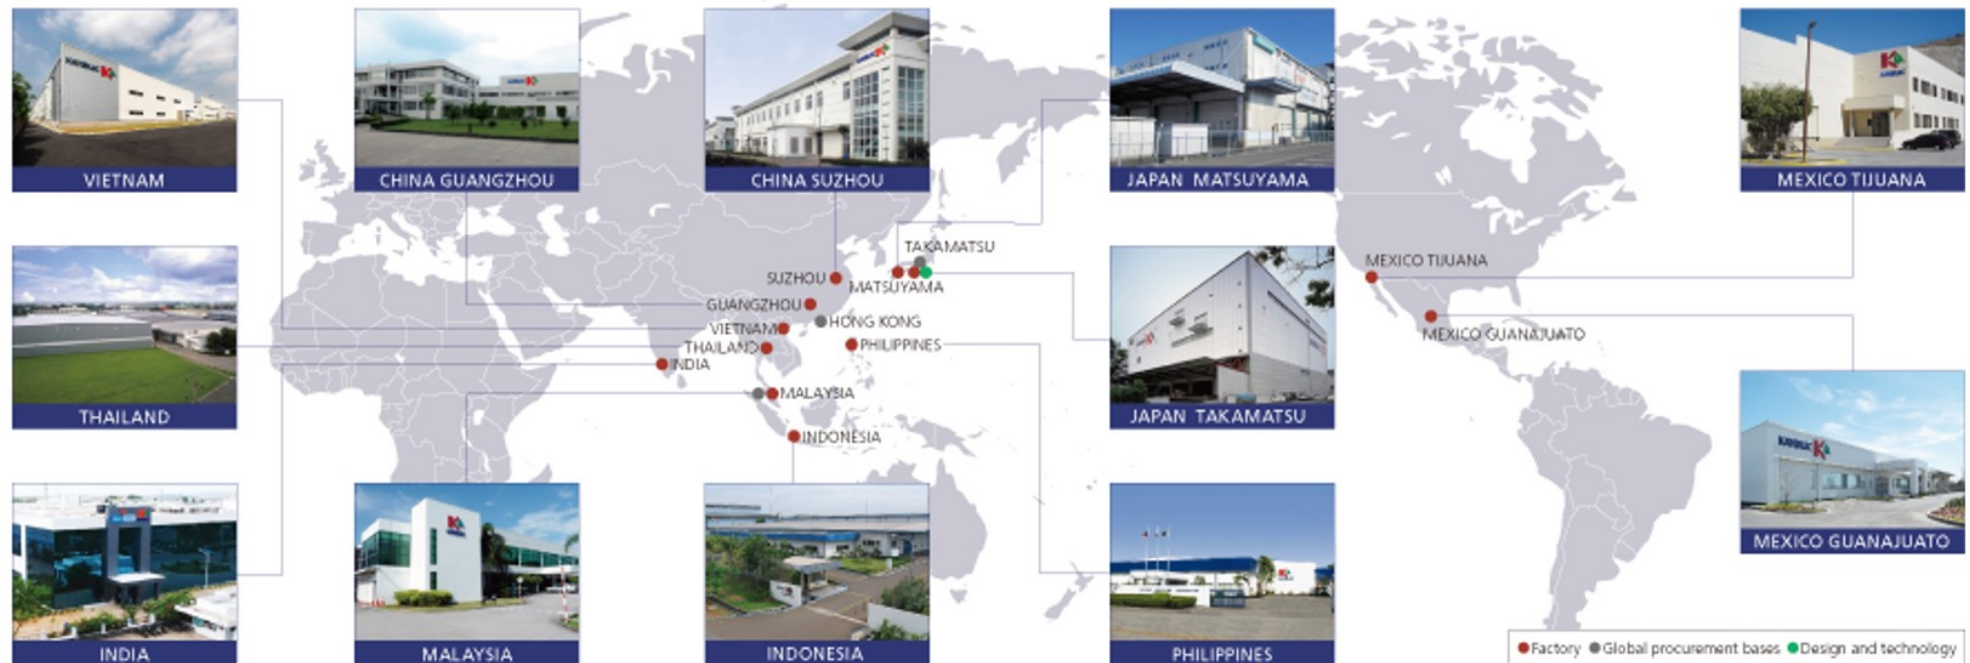 VIETNAM
CHINA GUANGZHOU
CHINA SUZHOU
JAPAN MATSUYAMA
MEXICO TIJUANA
TAKAMATSU
SUZHOU
MATSUYAMA
GUANGZHOU
HONG KONG
VIETNAM
THAILAND
PHILIPPINES
INDIA
MALAYSIA
INDONESIA
MEXICO TIJUANA
MEXICO GUANAJUATO
THAILAND
JAPAN TAKAMATSU
MEXICO GUANAJUATO
INDIA
MALAYSIA
INDONESIA
PHILIPPINES
Factory Global procurement bases Design and technology